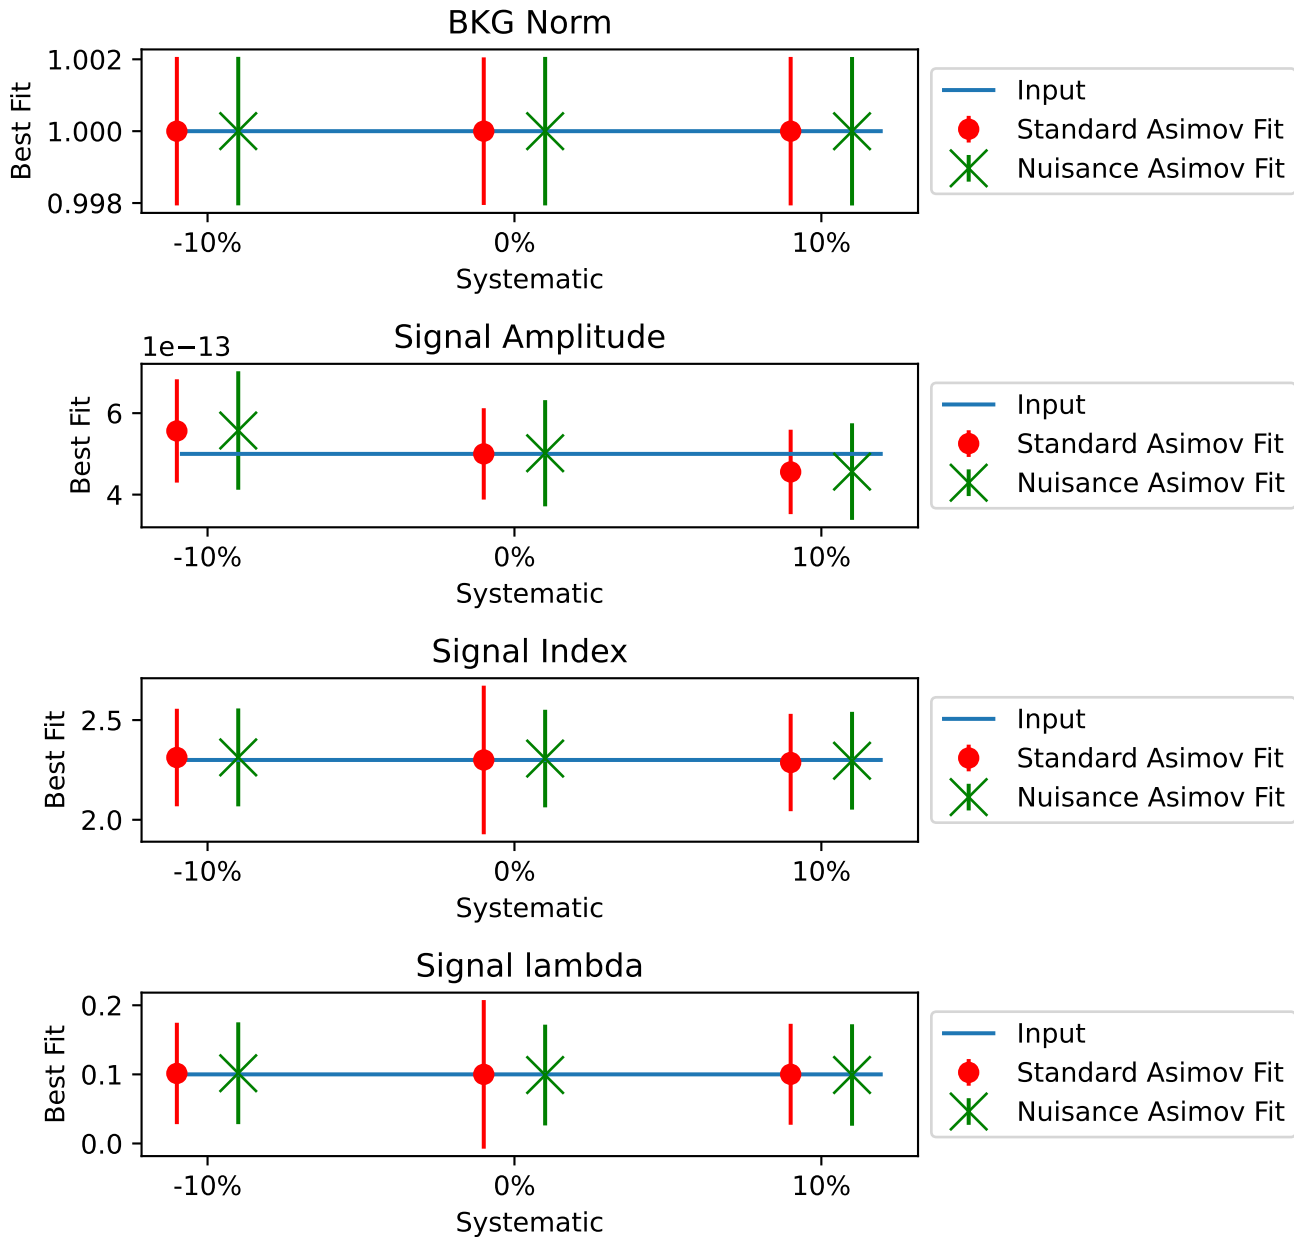 BKG Norm
1.002
1.000
0.998
Best Fit
-10%
0%
10%
Systematic
Input
Standard Asimov Fit
Nuisance Asimov Fit
Signal Amplitude
1e−13
6
4
Best Fit
-10%
0%
10%
Systematic
Input
Standard Asimov Fit
Nuisance Asimov Fit
Signal Index
2.5
2.0
Best Fit
-10%
0%
10%
Systematic
Input
Standard Asimov Fit
Nuisance Asimov Fit
Signal lambda
0.2
0.1
0.0
Best Fit
-10%
0%
10%
Systematic
Input
Standard Asimov Fit
Nuisance Asimov Fit